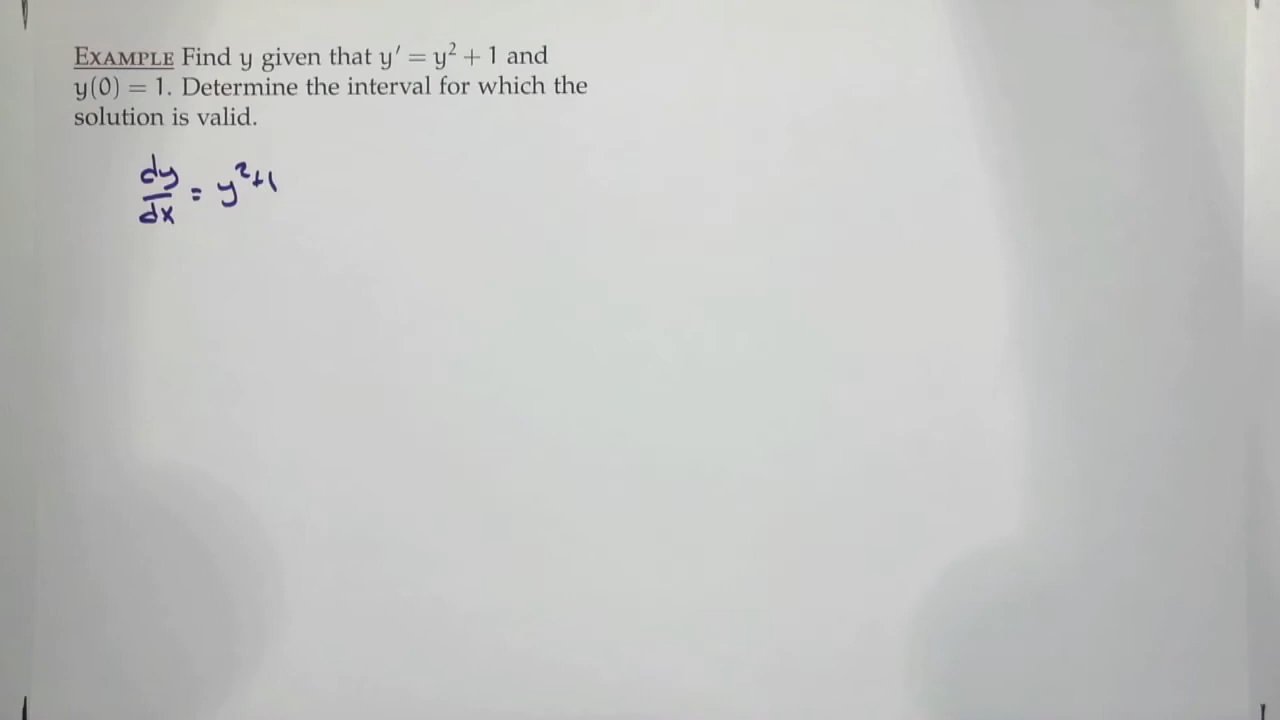 EXAMPLE Find y given that y′ = y² + 1 and
y(0) = 1. Determine the interval for which the
solution is valid.
dy/dx = y²+1